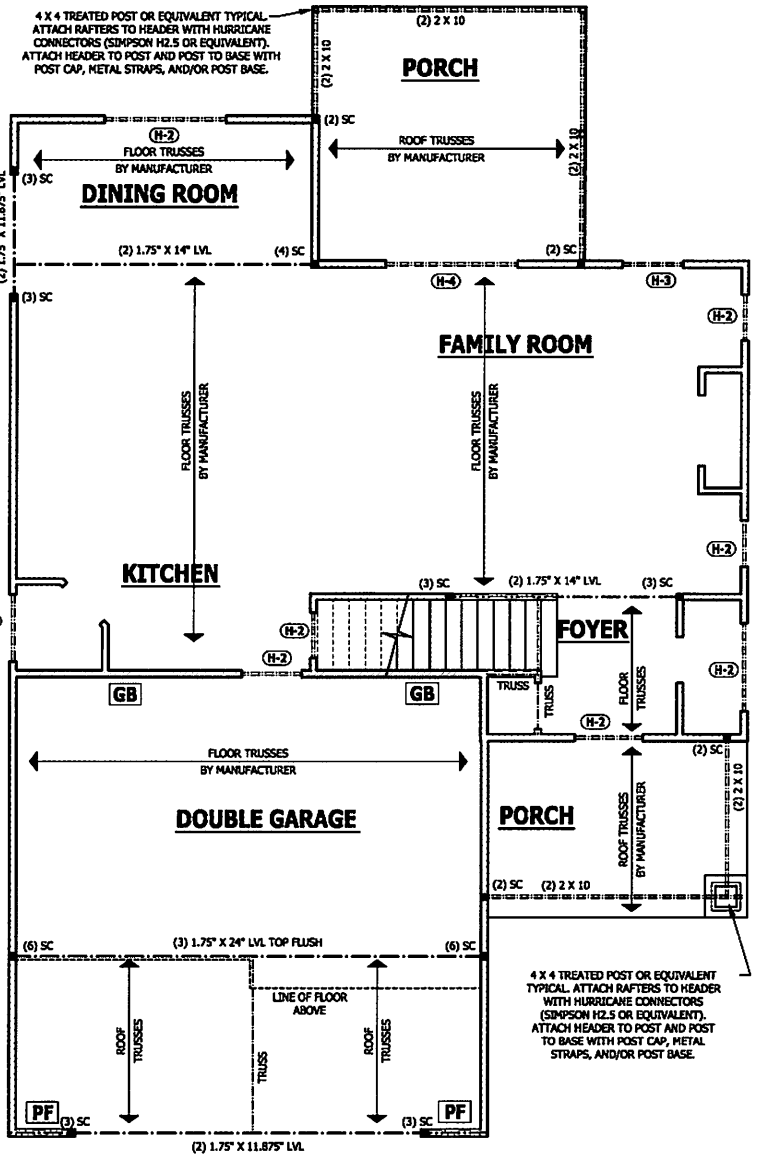 4 X 4 TREATED POST OR EQUIVALENT TYPICAL.
ATTACH RAFTERS TO HEADER WITH HURRICANE
CONNECTORS (SIMPSON H2.5 OR EQUIVALENT).
ATTACH HEADER TO POST AND POST TO BASE WITH
POST CAP, METAL STRAPS, AND/OR POST BASE.
(2) 2 X 10
(2) 2 X 10
PORCH
(2) SC
ROOF TRUSSES
BY MANUFACTURER
(2) 2 X 10
H-2
FLOOR TRUSSES
BY MANUFACTURER
(3) SC
DINING ROOM
(2) 1.75" X 11.875" LVL
(2) 1.75" X 14" LVL
(4) SC
(2) SC
(3) SC
H-4
H-3
H-2
FAMILY ROOM
FLOOR TRUSSES
BY MANUFACTURER
FLOOR TRUSSES
BY MANUFACTURER
H-2
KITCHEN
(3) SC
(2) 1.75" X 14" LVL
(3) SC
H-2
FOYER
H-2
H-2
GB
GB
TRUSS
TRUSS
FLOOR
TRUSSES
H-2
(2) SC
FLOOR TRUSSES
BY MANUFACTURER
DOUBLE GARAGE
PORCH
ROOF TRUSSES
BY MANUFACTURER
(2) 2 X 10
(2) SC
(2) 2 X 10
(6) SC
(3) 1.75" X 24" LVL TOP FLUSH
(6) SC
LINE OF FLOOR
ABOVE
ROOF
TRUSSES
TRUSS
ROOF
TRUSSES
4 X 4 TREATED POST OR EQUIVALENT
TYPICAL. ATTACH RAFTERS TO HEADER
WITH HURRICANE CONNECTORS
(SIMPSON H2.5 OR EQUIVALENT).
ATTACH HEADER TO POST AND POST
TO BASE WITH POST CAP, METAL
STRAPS, AND/OR POST BASE.
PF
(3) SC
(3) SC
PF
(2) 1.75" X 11.875" LVL